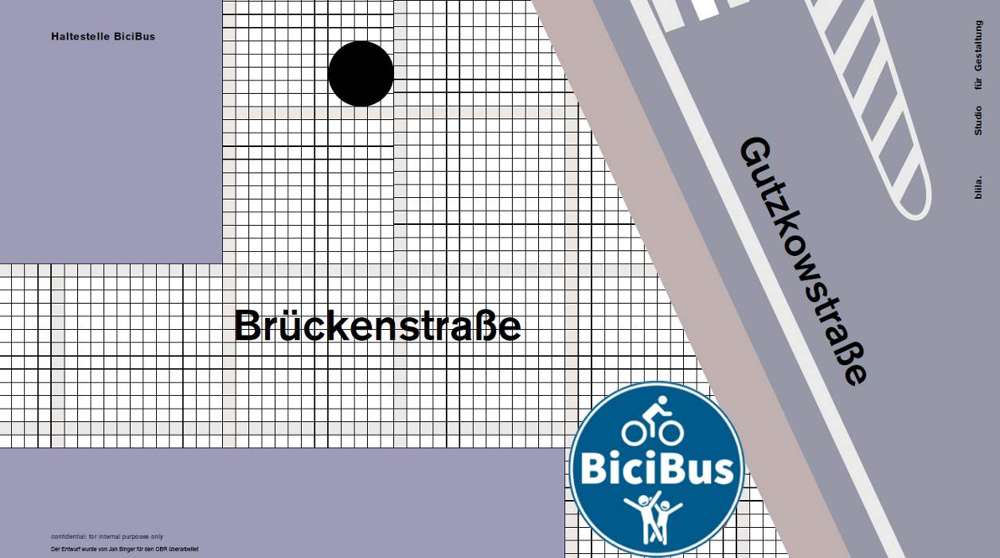 Haltestelle BiciBus
Brückenstraße
Gutzkowstraße
BiciBus
blila. Studio für Gestaltung
confidential: for internal purposes only
Der Entwurf wurde von Jan Binger für den OBR überarbeitet